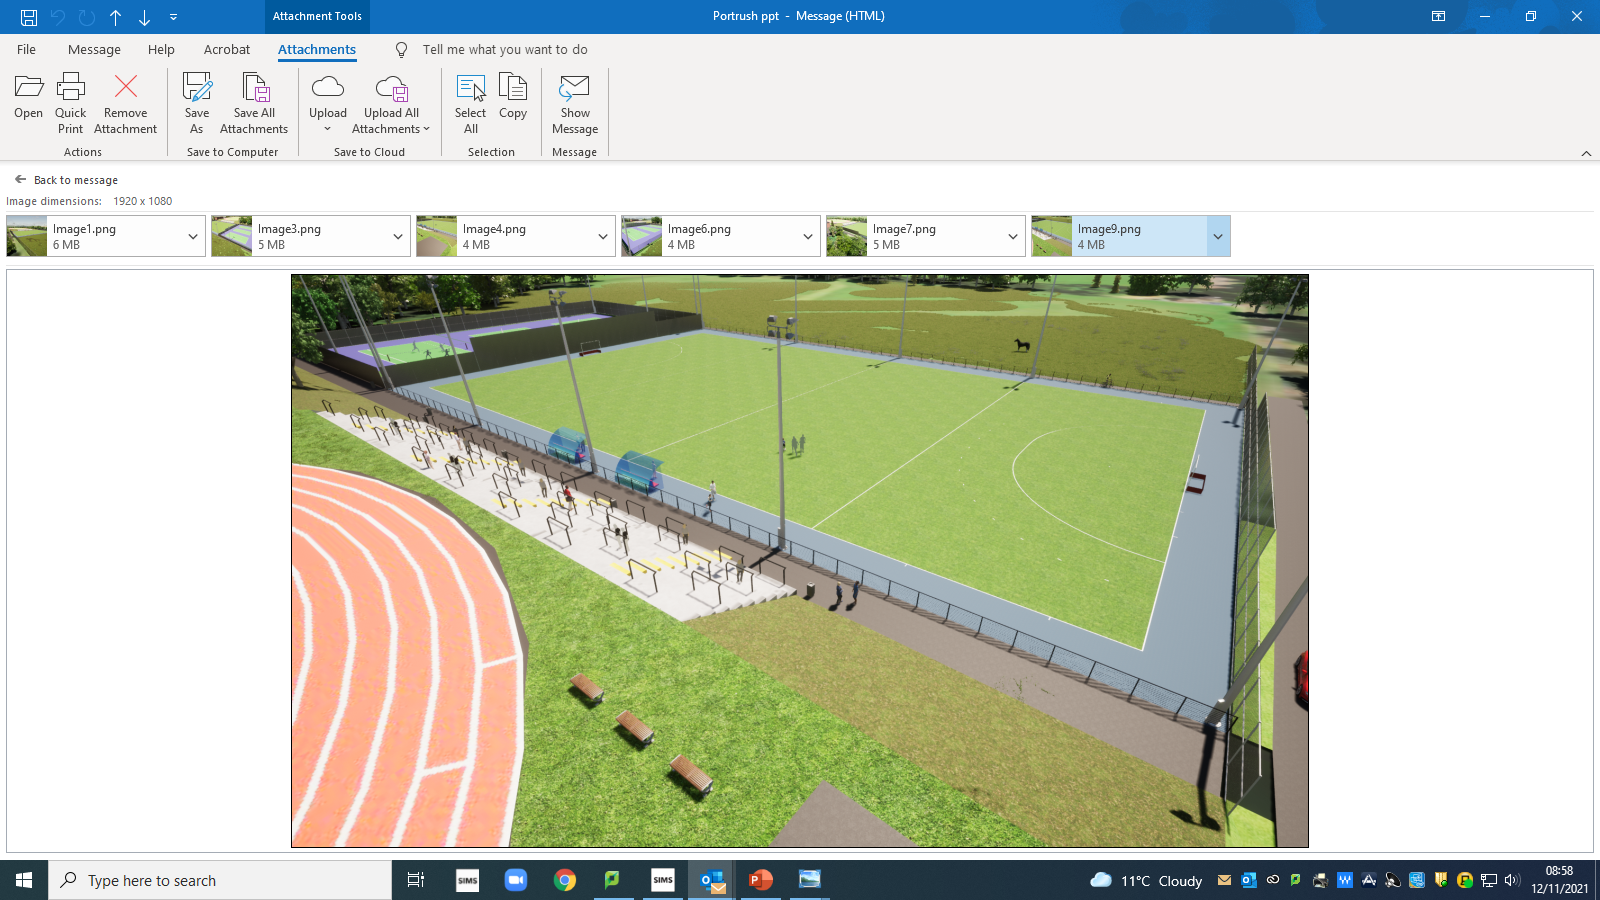 Attachment Tools
Portrush ppt - Message (HTML)
File Message Help Acrobat Attachments Tell me what you want to do
Open
Quick Print
Remove Attachment
Save As
Save All Attachments
Upload
Upload All Attachments
Select All
Copy
Show Message
Actions Save to Computer Save to Cloud Selection Message
Back to message
Image dimensions: 1920 x 1080
Image1.png
6 MB
Image3.png
5 MB
Image4.png
4 MB
Image6.png
4 MB
Image7.png
5 MB
Image9.png
4 MB
Type here to search
SIMS
SIMS
11°C Cloudy
08:58
12/11/2021